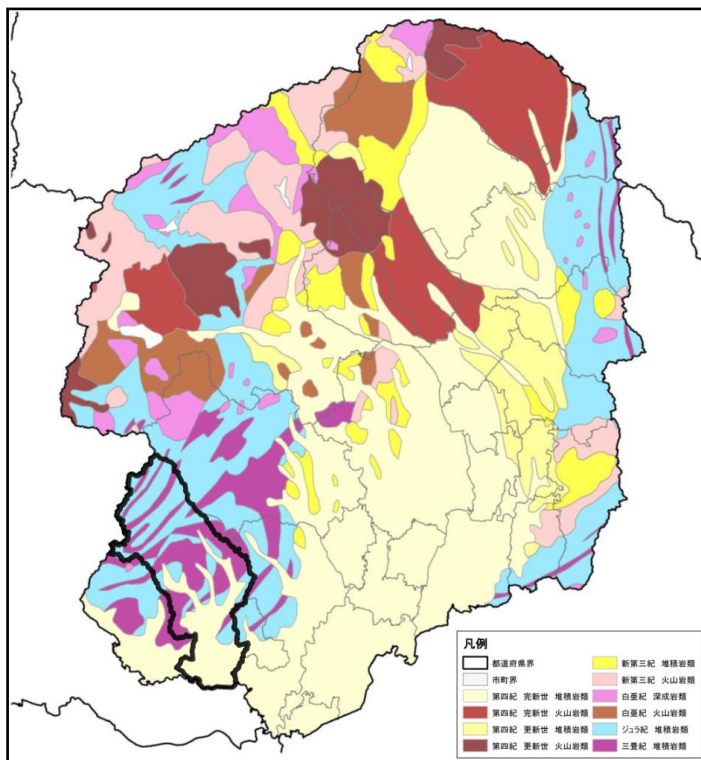 凡例
都道府県界
市町界
第四紀 完新世 堆積岩類
第四紀 完新世 火山岩類
第四紀 更新世 堆積岩類
第四紀 更新世 火山岩類
新第三紀 堆積岩類
新第三紀 火山岩類
白亜紀 深成岩類
白亜紀 火山岩類
ジュラ紀 堆積岩類
三畳紀 堆積岩類